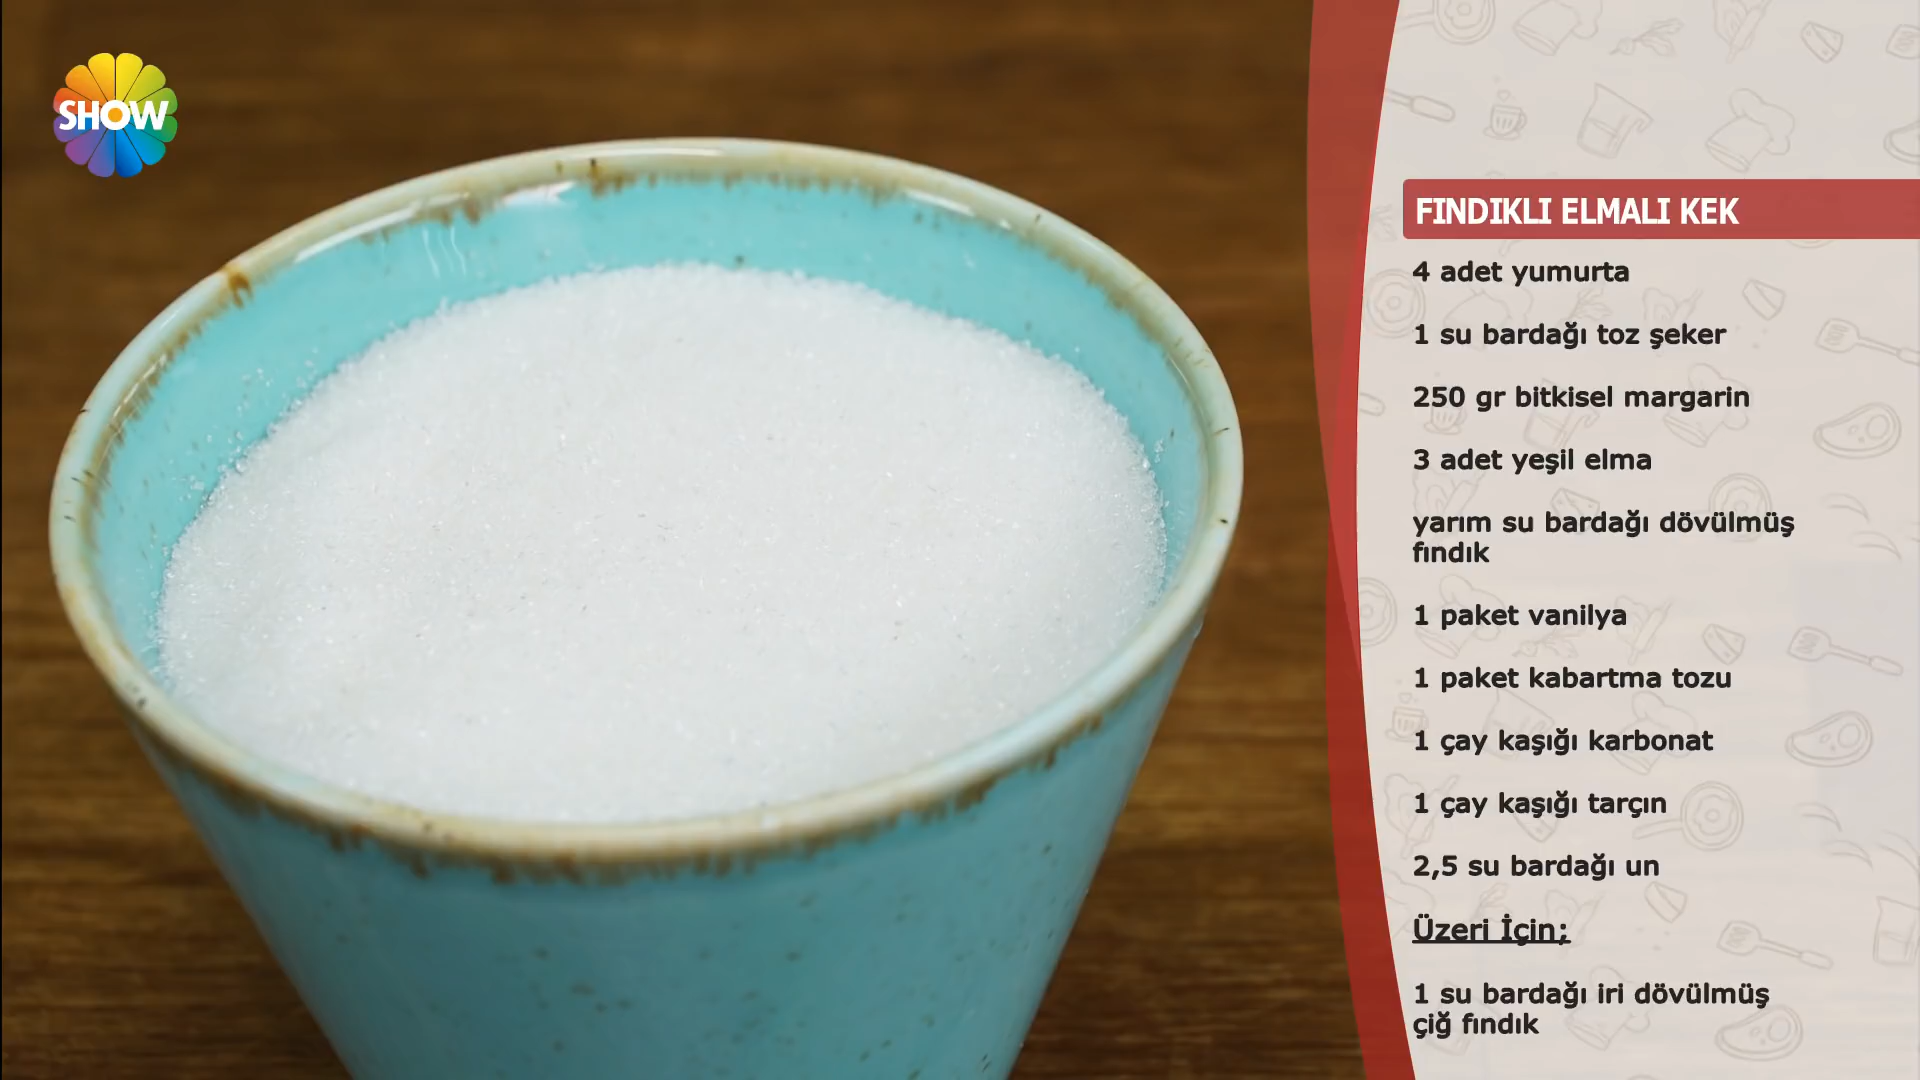 SHOW
FINDIKLI ELMALI KEK
4 adet yumurta
1 su bardağı toz şeker
250 gr bitkisel margarin
3 adet yeşil elma
yarım su bardağı dövülmüş
fındık
1 paket vanilya
1 paket kabartma tozu
1 çay kaşığı karbonat
1 çay kaşığı tarçın
2,5 su bardağı un
Üzeri İçin;
1 su bardağı iri dövülmüş
çiğ fındık